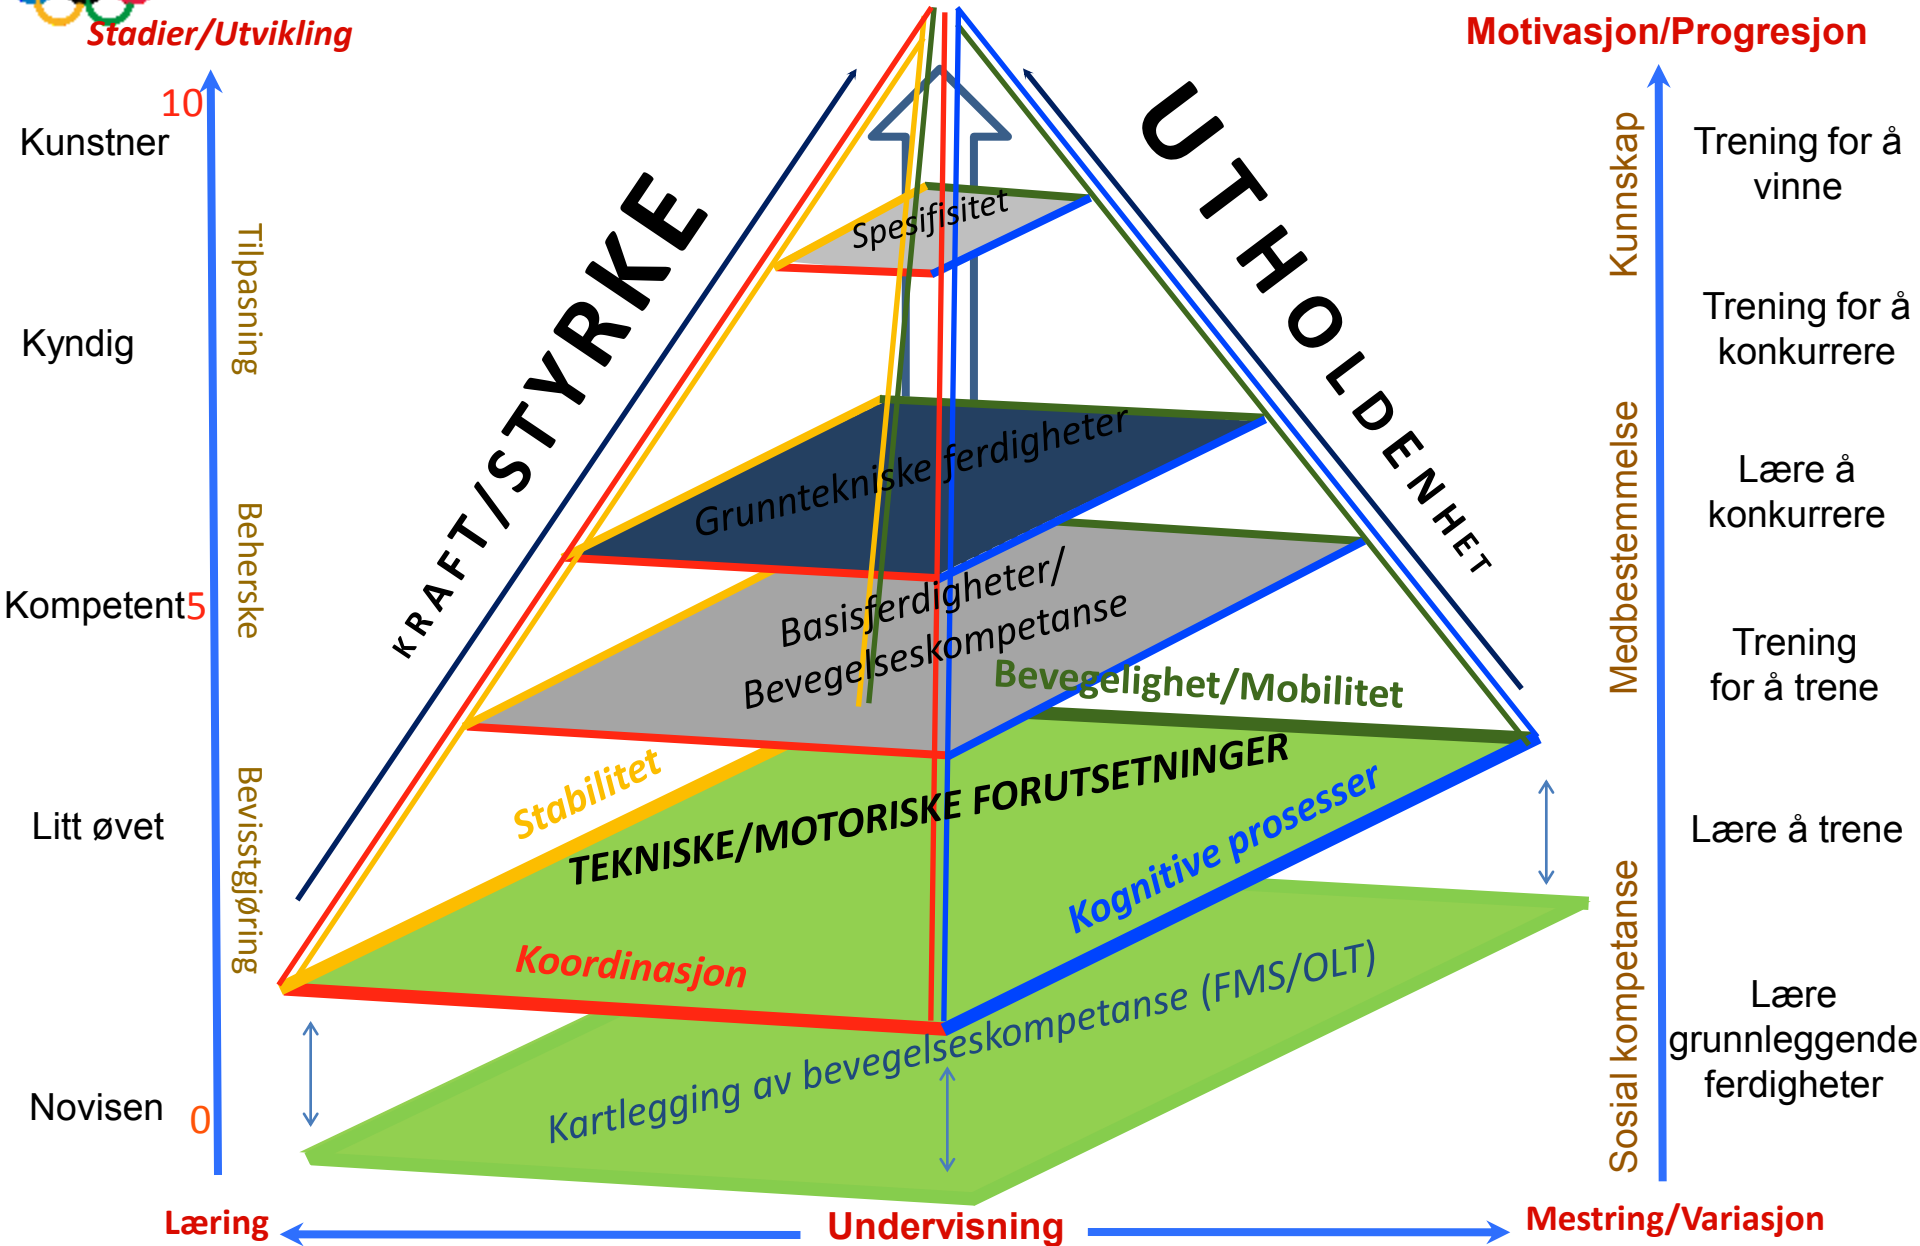 Stadier/Utvikling
Motivasjon/Progresjon
10
Kunstner
Kyndig
Kompetent
5
Litt øvet
Novisen
0
Tilpasning
Beherske
Bevisstgjøring
KRAFT/STYRKE
UTHOLDENHET
Spesifisitet
Grunntekniske ferdigheter
Basisferdigheter/
Bevegelseskompetanse
Bevegelighet/Mobilitet
Stabilitet
TEKNISKE/MOTORISKE FORUTSETNINGER
Kognitive prosesser
Koordinasjon
Kartlegging av bevegelseskompetanse (FMS/OLT)
Kunnskap
Medbestemmelse
Sosial kompetanse
Trening for å
vinne
Trening for å
konkurrere
Lære å
konkurrere
Trening
for å trene
Lære å trene
Lære
grunnleggende
ferdigheter
Læring
Undervisning
Mestring/Variasjon